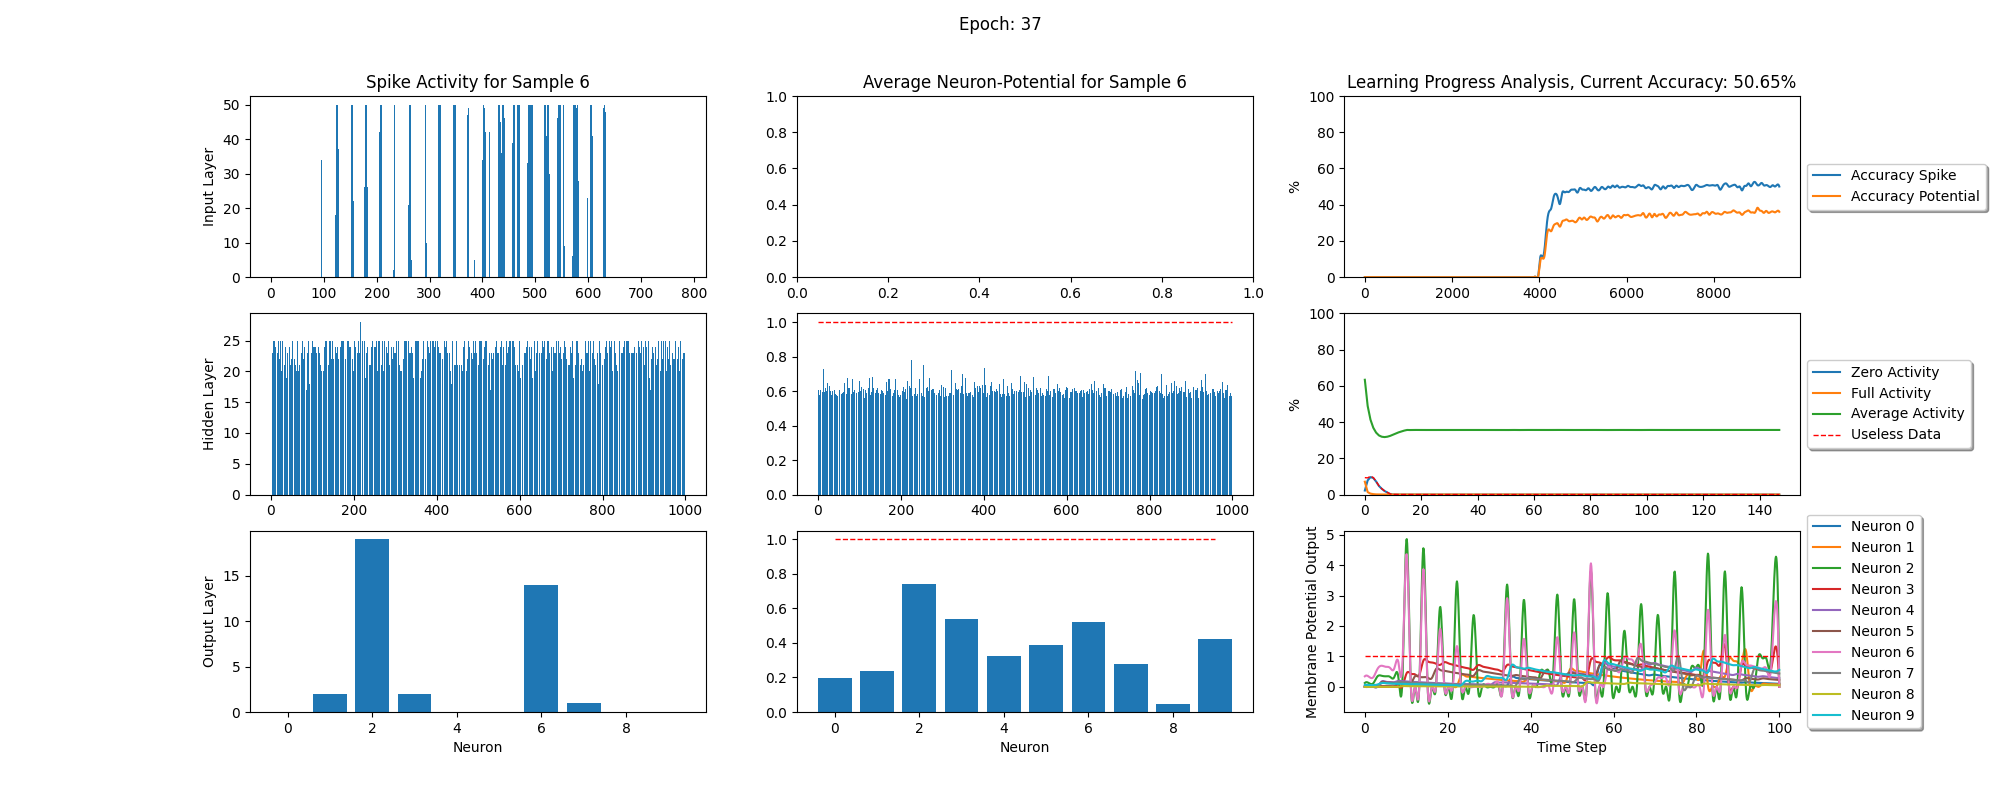 Epoch: 37
Spike Activity for Sample 6
Input Layer
50
40
30
20
10
0
0 100 200 300 400 500 600 700 800
Average Neuron-Potential for Sample 6
1.0
0.8
0.6
0.4
0.2
0.0
0.0 0.2 0.4 0.6 0.8 1.0
Learning Progress Analysis, Current Accuracy: 50.65%
%
100
80
60
40
20
0
0 2000 4000 6000 8000
Accuracy Spike
Accuracy Potential
Hidden Layer
25
20
15
10
5
0
0 200 400 600 800 1000
1.0
0.8
0.6
0.4
0.2
0.0
0 200 400 600 800 1000
%
100
80
60
40
20
0
0 20 40 60 80 100 120 140
Zero Activity
Full Activity
Average Activity
Useless Data
Output Layer
15
10
5
0
0 2 4 6 8
Neuron
1.0
0.8
0.6
0.4
0.2
0.0
0 2 4 6 8
Neuron
Membrane Potential Output
5
4
3
2
1
0
0 20 40 60 80 100
Time Step
Neuron 0
Neuron 1
Neuron 2
Neuron 3
Neuron 4
Neuron 5
Neuron 6
Neuron 7
Neuron 8
Neuron 9